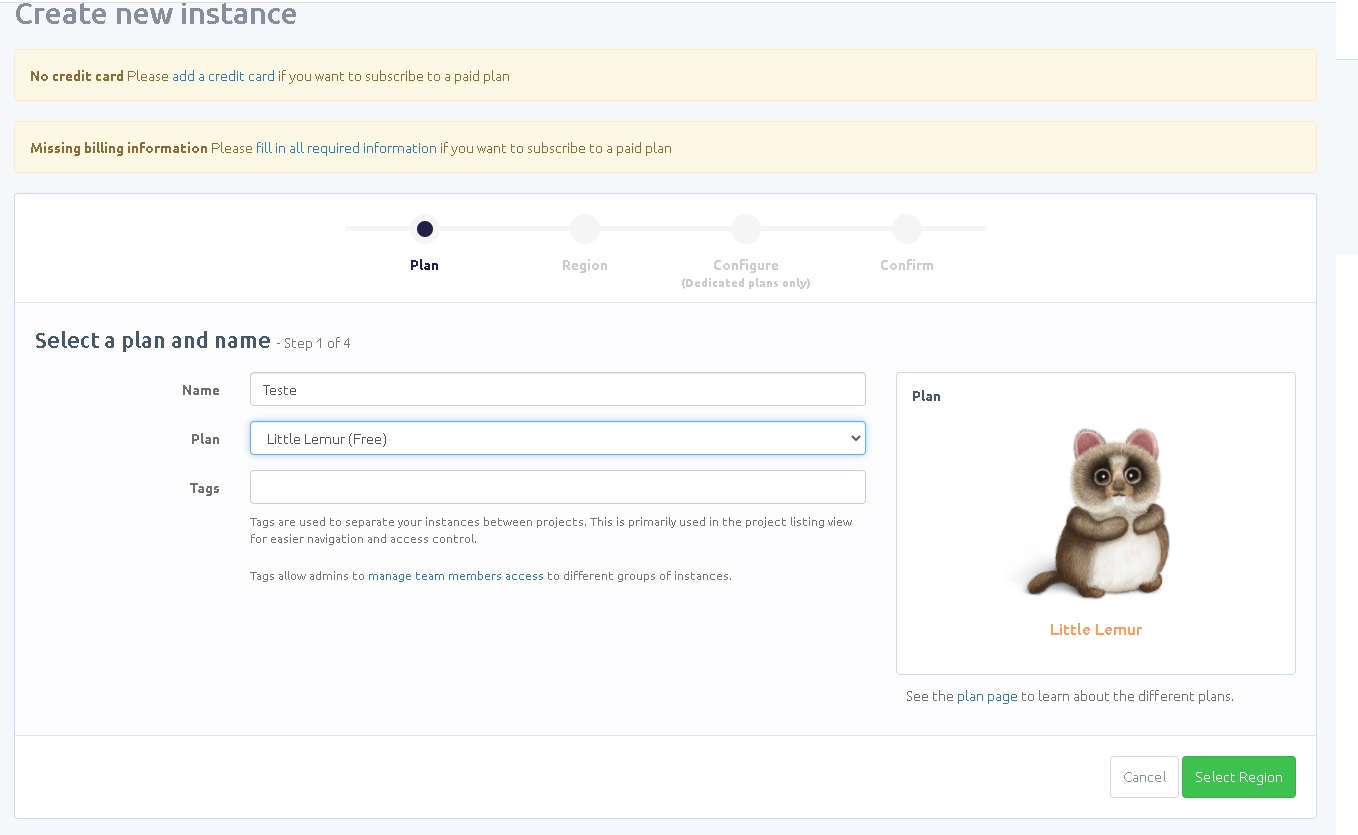 Create new instance
No credit card Please add a credit card if you want to subscribe to a paid plan
Missing billing information Please fill in all required information if you want to subscribe to a paid plan
Plan
Region
Configure
(Dedicated plans only)
Confirm
Select a plan and name - Step 1 of 4
Name
Teste
Plan
Little Lemur (Free)
Tags
Tags are used to separate your instances between projects. This is primarily used in the project listing view
for easier navigation and access control.
Tags allow admins to manage team members access to different groups of instances.
Plan
Little Lemur
See the plan page to learn about the different plans.
Cancel
Select Region